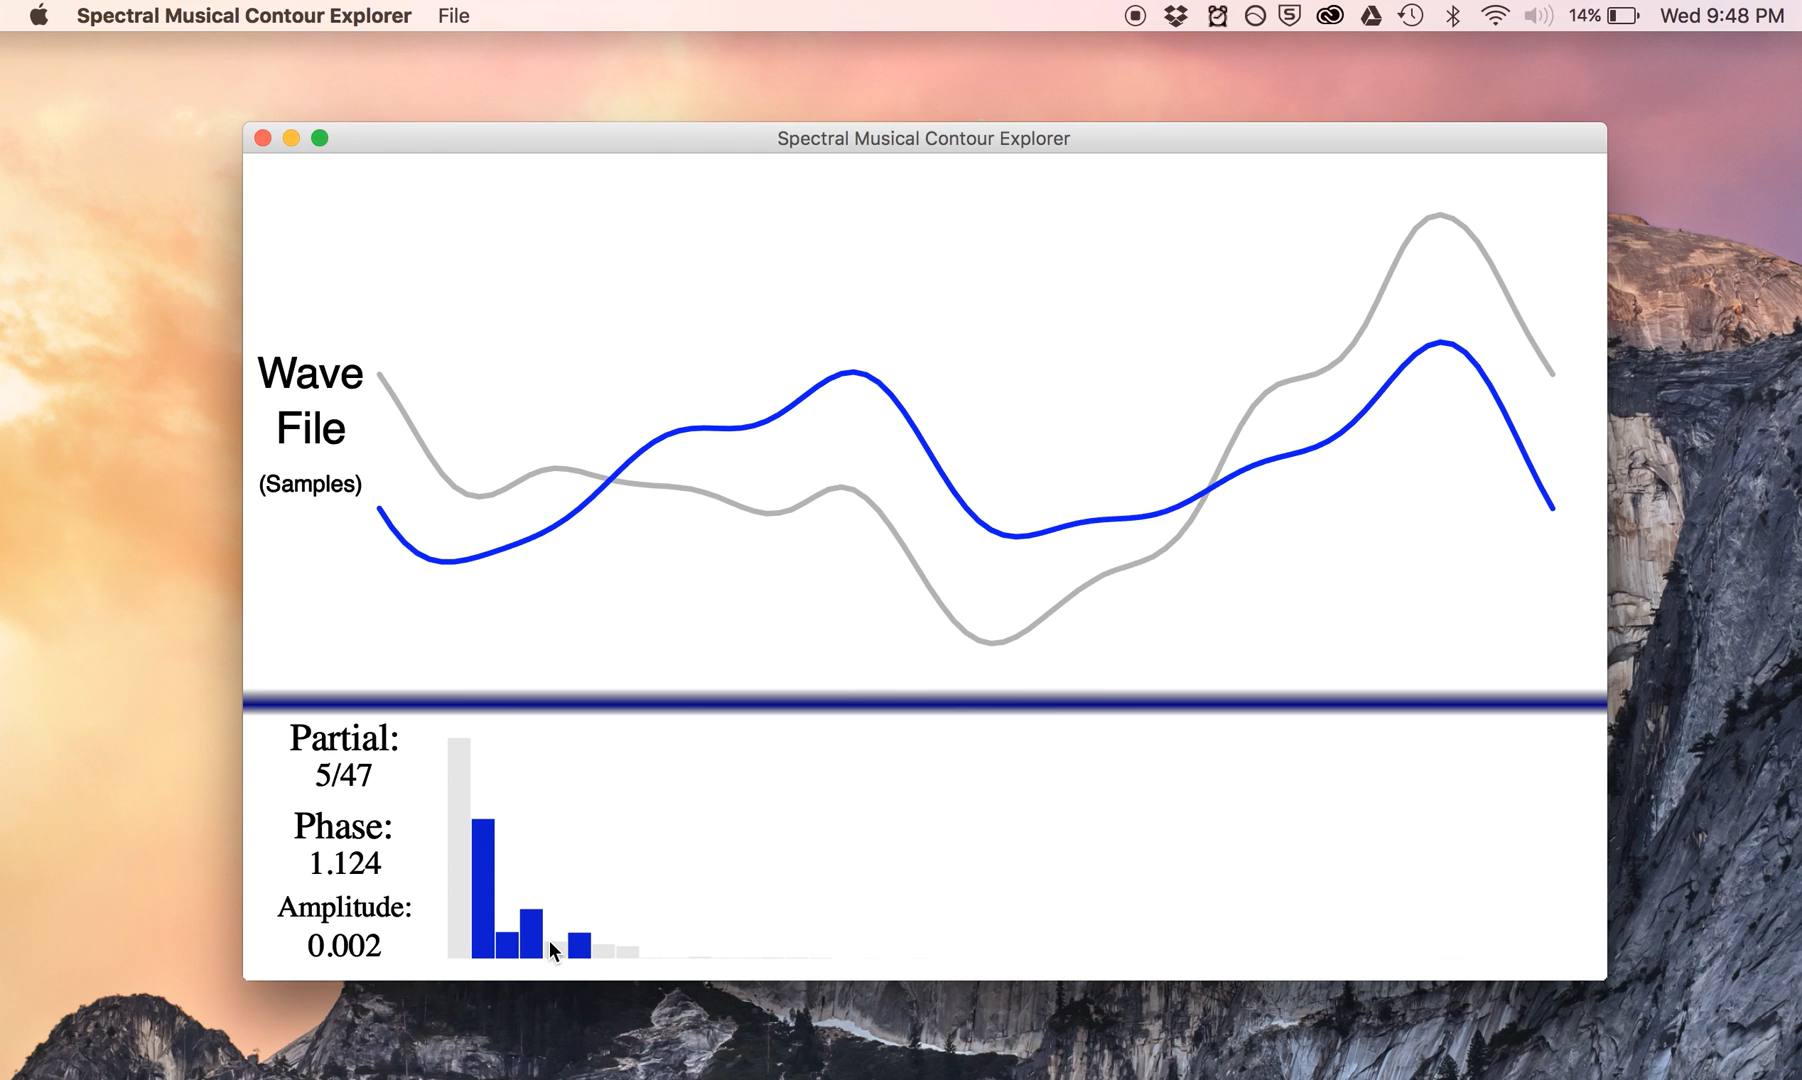 Spectral Musical Contour Explorer File 14% Wed 9:48 PM
Spectral Musical Contour Explorer
Wave
File
(Samples)
Partial:
5/47
Phase:
1.124
Amplitude:
0.002